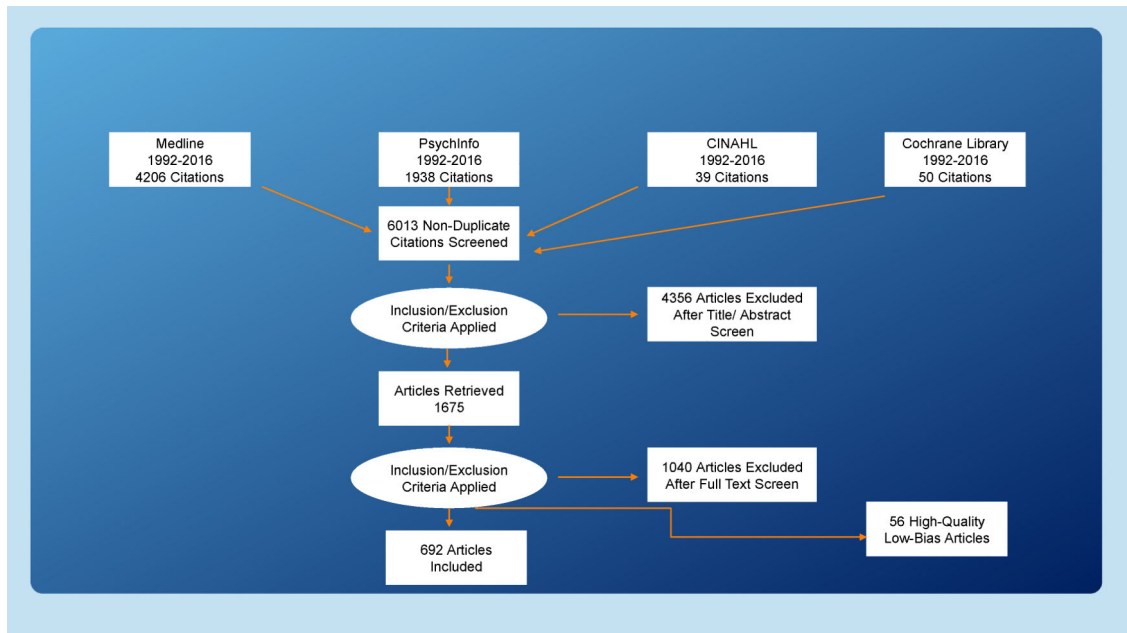 Medline
1992-2016
4206 Citations
PsychInfo
1992-2016
1938 Citations
CINAHL
1992-2016
39 Citations
Cochrane Library
1992-2016
50 Citations
6013 Non-Duplicate
Citations Screened
Inclusion/Exclusion
Criteria Applied
4356 Articles Excluded
After Title/ Abstract
Screen
Articles Retrieved
1675
Inclusion/Exclusion
Criteria Applied
1040 Articles Excluded
After Full Text Screen
56 High-Quality
Low-Bias Articles
692 Articles
Included